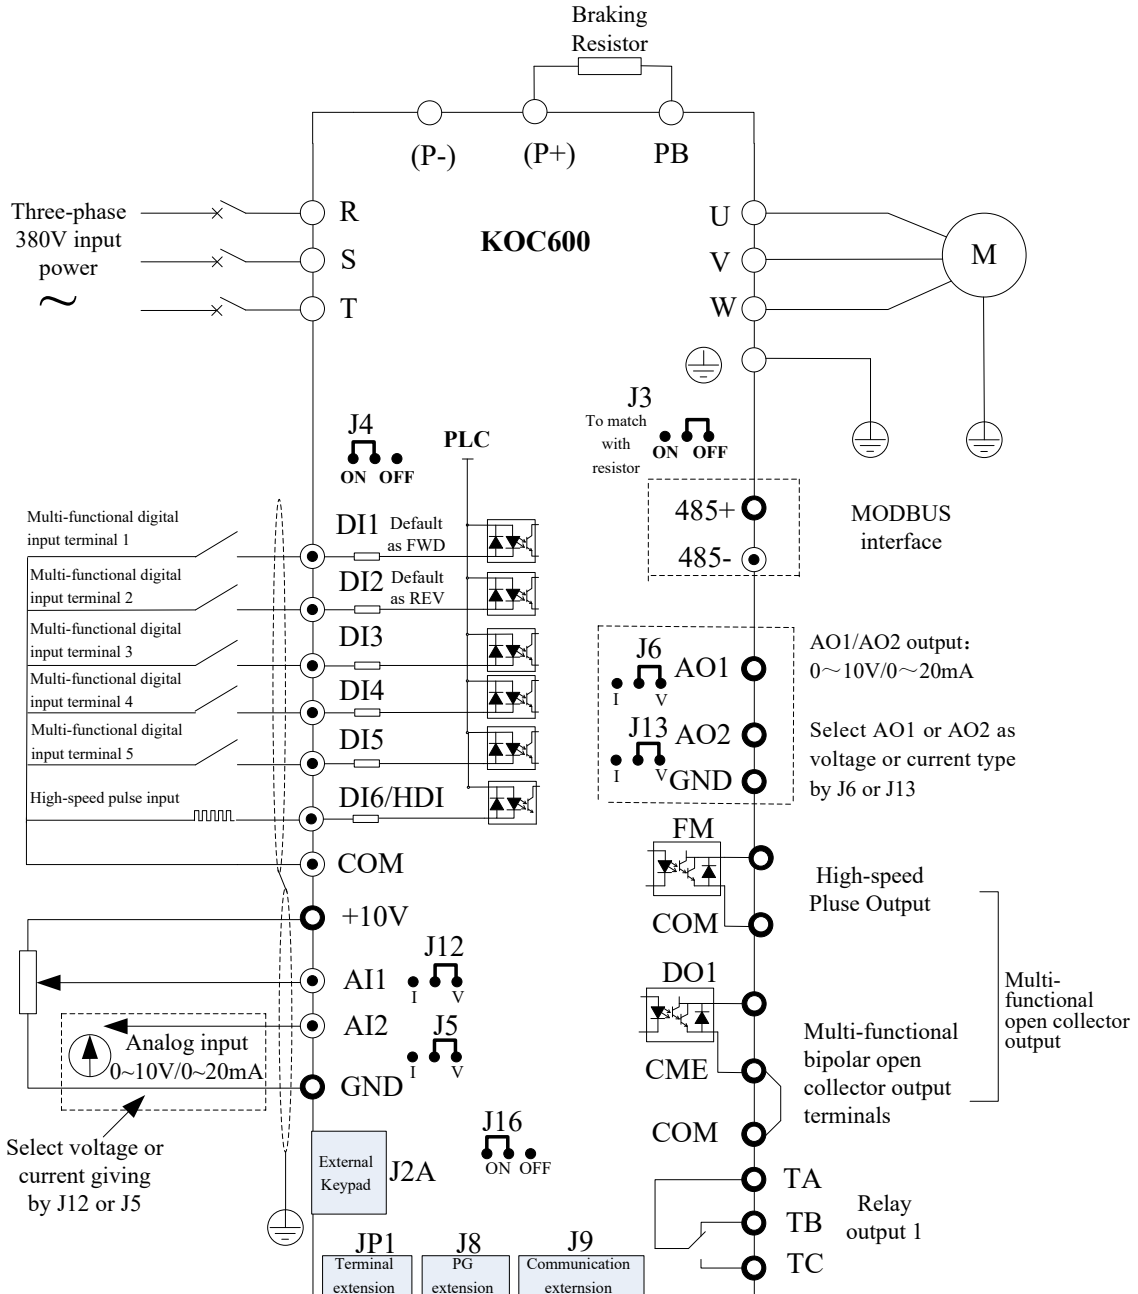 Braking
Resistor
(P-)
(P+)
PB
Three-phase
380V input
power
~
R
S
T
KOC600
U
V
W
M
J3
To match
with
resistor
ON OFF
J4
ON OFF
PLC
485+
485-
MODBUS
interface
Multi-functional digital
input terminal 1
DI1
Default
as FWD
Multi-functional digital
input terminal 2
DI2
Default
as REV
Multi-functional digital
input terminal 3
DI3
Multi-functional digital
input terminal 4
DI4
Multi-functional digital
input terminal 5
DI5
High-speed pulse input
DI6/HDI
COM
J6
I V
AO1
J13
I V
AO2
GND
AO1/AO2 output:
0~10V/0~20mA
Select AO1 or AO2 as
voltage or current type
by J6 or J13
FM
COM
High-speed
Pluse Output
+10V
AI1
J12
I V
AI2
J5
I V
GND
Analog input
0~10V/0~20mA
Select voltage or
current giving
by J12 or J5
DO1
CME
COM
Multi-functional
bipolar open
collector output
terminals
Multi-
functional
open collector
output
J16
ON OFF
External
Keypad
J2A
TA
TB
TC
Relay
output 1
JP1
Terminal
extension
J8
PG
extension
J9
Communication
externsion